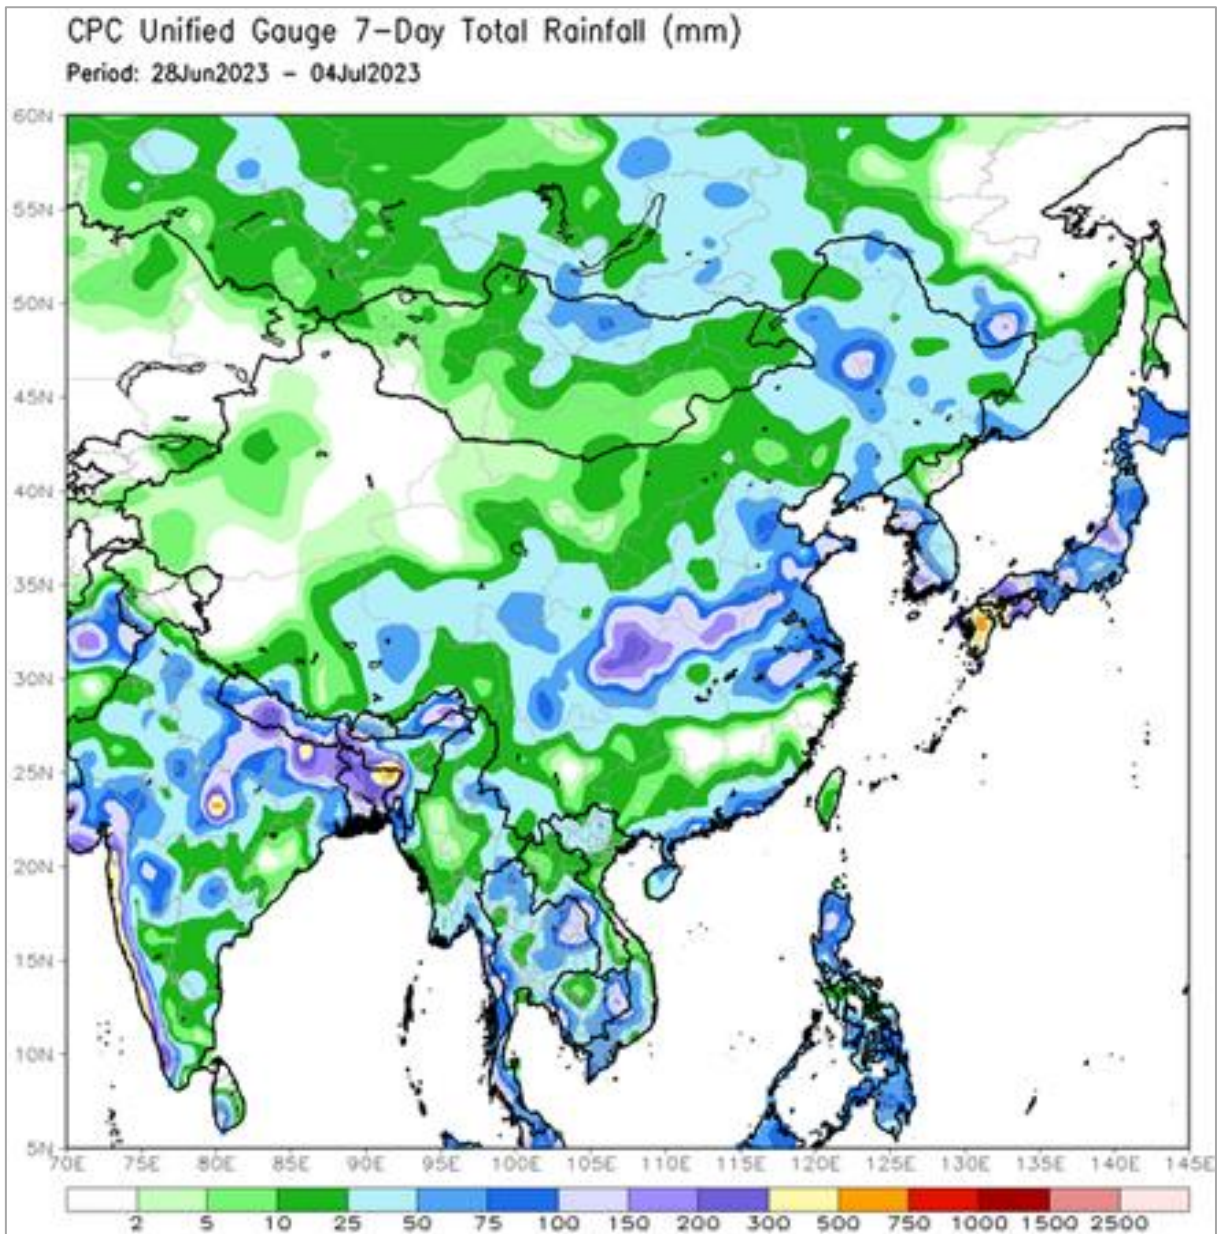 CPC Unified Gauge 7-Day Total Rainfall (mm)
Period: 28Jun2023 - 04Jul2023
60N
55N
50N
45N
40N
35N
30N
25N
20N
15N
10N
5N
70E 75E 80E 85E 90E 95E 100E 105E 110E 115E 120E 125E 130E 135E 140E 145E
2 5 10 25 50 75 100 150 200 300 500 750 1000 1500 2500